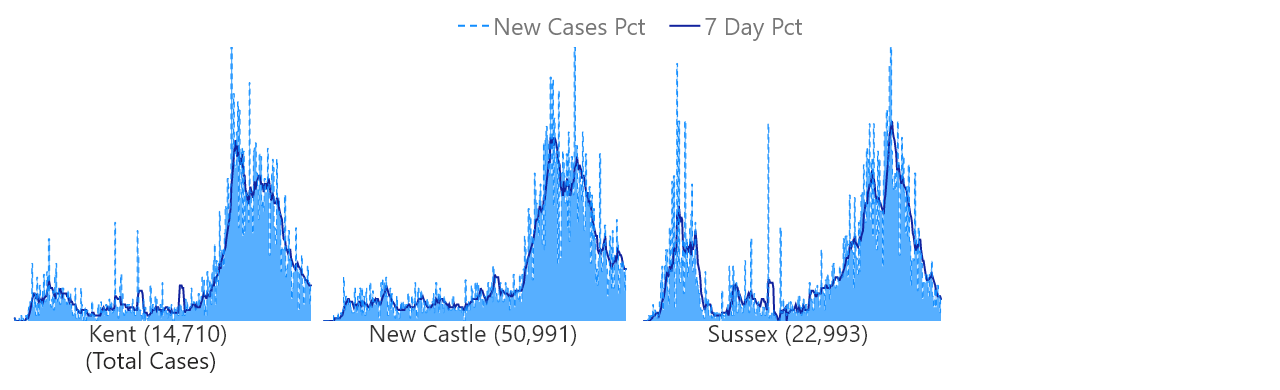 New Cases Pct 7 Day Pct
Kent (14,710) New Castle (50,991) Sussex (22,993)
(Total Cases)